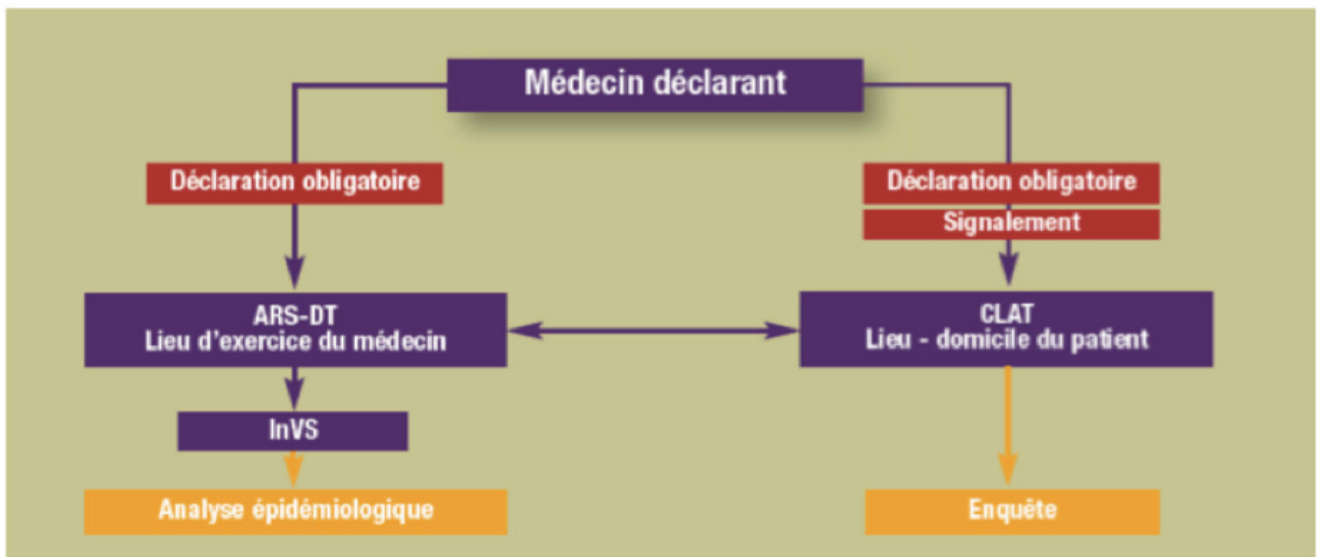 Médecin déclarant
Déclaration obligatoire
Déclaration obligatoire
Signalement
ARS-DT
Lieu d'exercice du médecin
CLAT
Lieu - domicile du patient
InVS
Analyse épidémiologique
Enquête